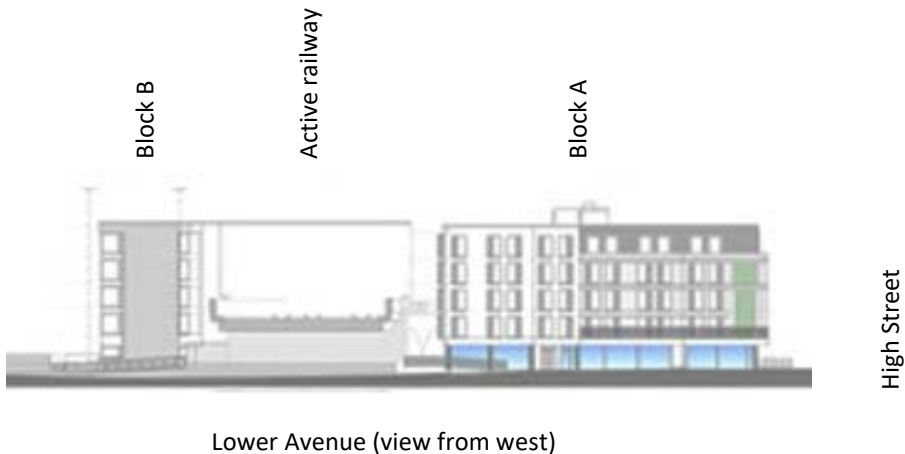 Block B
Active railway
Block A
High Street
Lower Avenue (view from west)